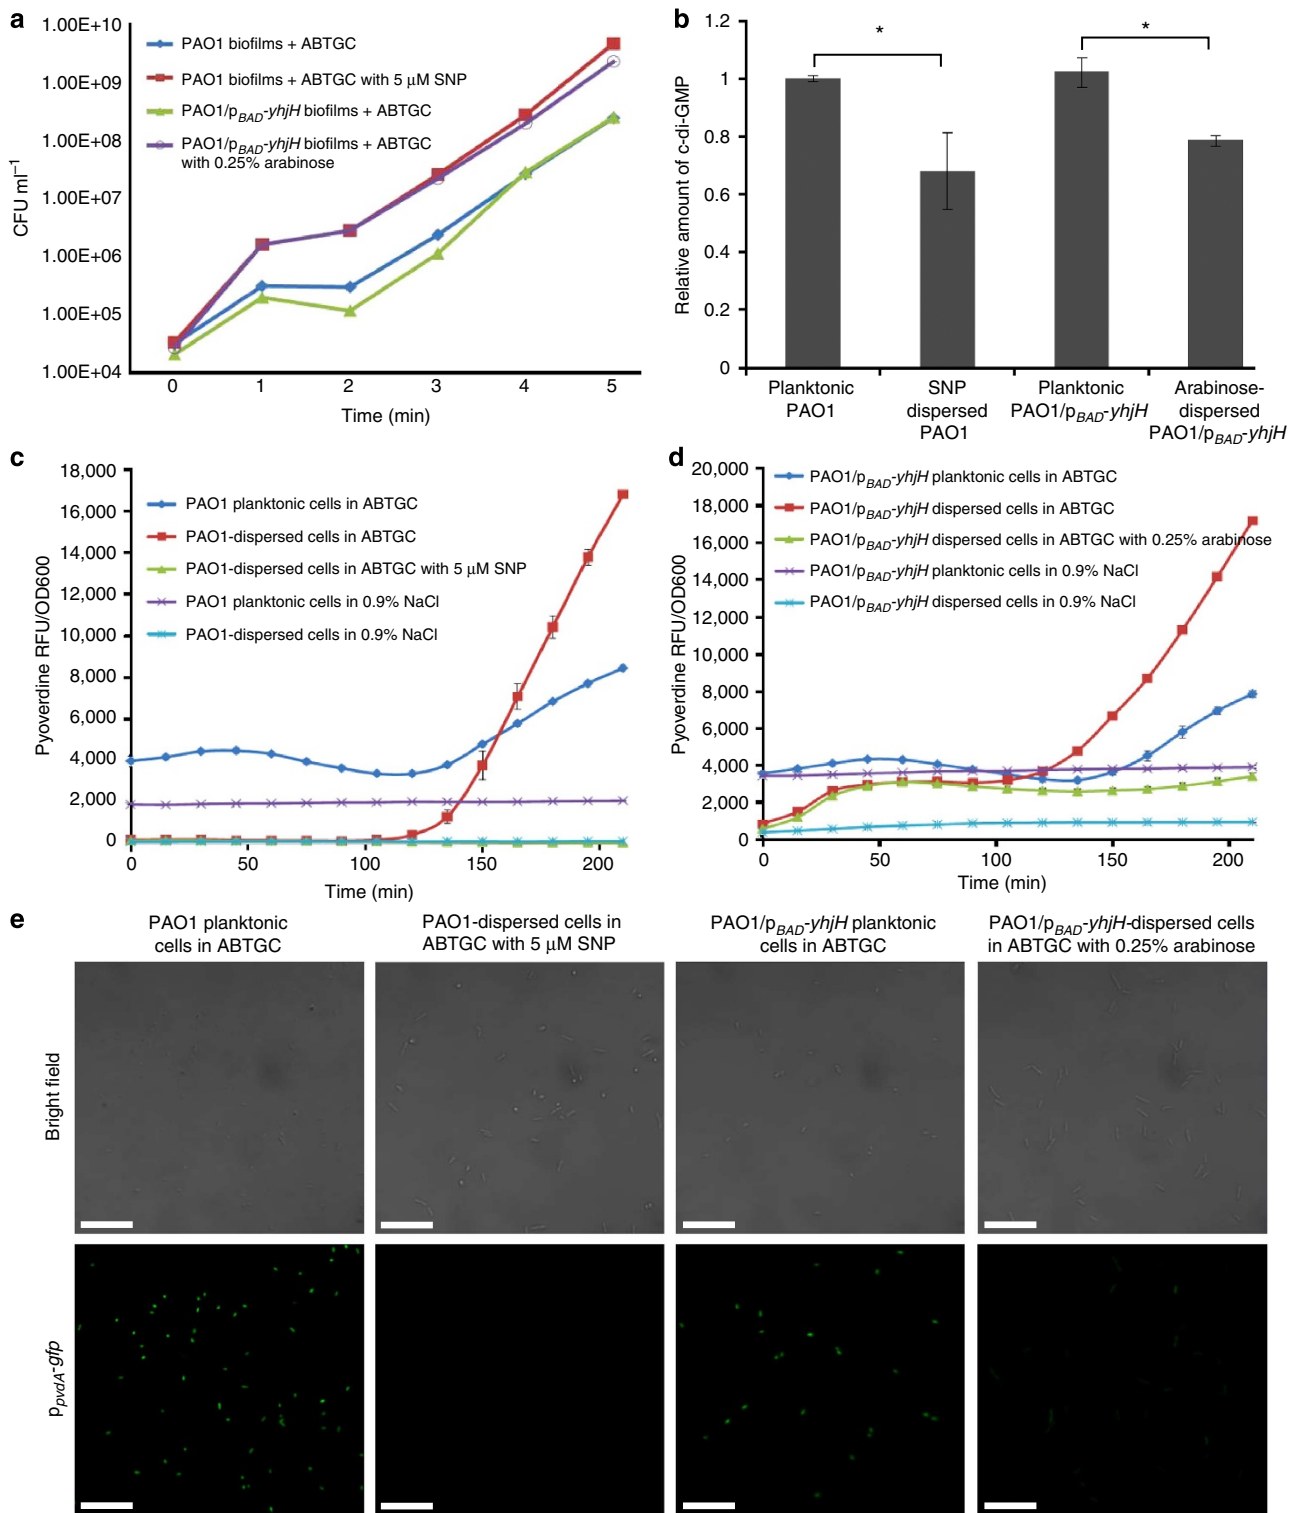 a
1.00E+10
1.00E+09
1.00E+08
1.00E+07
1.00E+06
1.00E+05
1.00E+04
CFU ml⁻¹
PAO1 biofilms + ABTGC
PAO1 biofilms + ABTGC with 5 µM SNP
PAO1/pBAD-yhjH biofilms + ABTGC
PAO1/pBAD-yhjH biofilms + ABTGC
with 0.25% arabinose
0 1 2 3 4 5
Time (min)
b
1.2
1
0.8
0.6
0.4
0.2
0
Relative amount of c-di-GMP
*
*
Planktonic
PAO1
SNP
dispersed
PAO1
Planktonic
PAO1/pBAD-yhjH
Arabinose-
dispersed
PAO1/pBAD-yhjH
c
18,000
16,000
14,000
12,000
10,000
8,000
6,000
4,000
2,000
0
Pyoverdine RFU/OD600
PAO1 planktonic cells in ABTGC
PAO1-dispersed cells in ABTGC
PAO1-dispersed cells in ABTGC with 5 µM SNP
PAO1 planktonic cells in 0.9% NaCl
PAO1-dispersed cells in 0.9% NaCl
0 50 100 150 200
Time (min)
d
20,000
18,000
16,000
14,000
12,000
10,000
8,000
6,000
4,000
2,000
0
Pyoverdine RFU/OD600
PAO1/pBAD-yhjH planktonic cells in ABTGC
PAO1/pBAD-yhjH dispersed cells in ABTGC
PAO1/pBAD-yhjH dispersed cells in ABTGC with 0.25% arabinose
PAO1/pBAD-yhjH planktonic cells in 0.9% NaCl
PAO1/pBAD-yhjH dispersed cells in 0.9% NaCl
0 50 100 150 200
Time (min)
e
PAO1 planktonic
cells in ABTGC
PAO1-dispersed cells in
ABTGC with 5 µM SNP
PAO1/pBAD-yhjH planktonic
cells in ABTGC
PAO1/pBAD-yhjH-dispersed cells
in ABTGC with 0.25% arabinose
Bright field
ppvdA-gfp